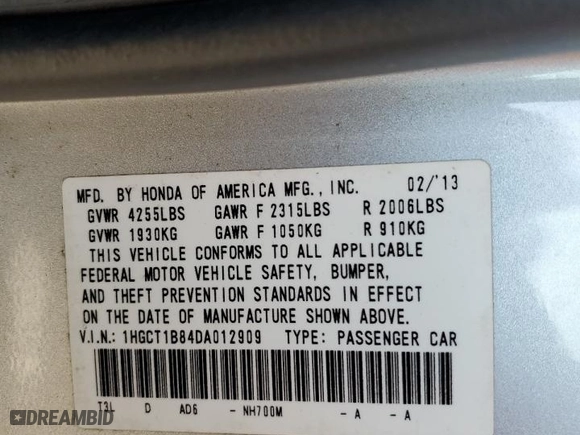 MFD. BY HONDA OF AMERICA MFG., INC. 02/'13
GVWR 4255LBS GAWR F 2315LBS R 2006LBS
GVWR 1930KG GAWR F 1050KG R 910KG
THIS VEHICLE CONFORMS TO ALL APPLICABLE
FEDERAL MOTOR VEHICLE SAFETY, BUMPER,
AND THEFT PREVENTION STANDARDS IN EFFECT
ON THE DATE OF MANUFACTURE SHOWN ABOVE.
V.I.N.: 1HGCT1B84DA012909 TYPE: PASSENGER CAR
T3L D AD6 - NH700M - A - A
DREAMBID